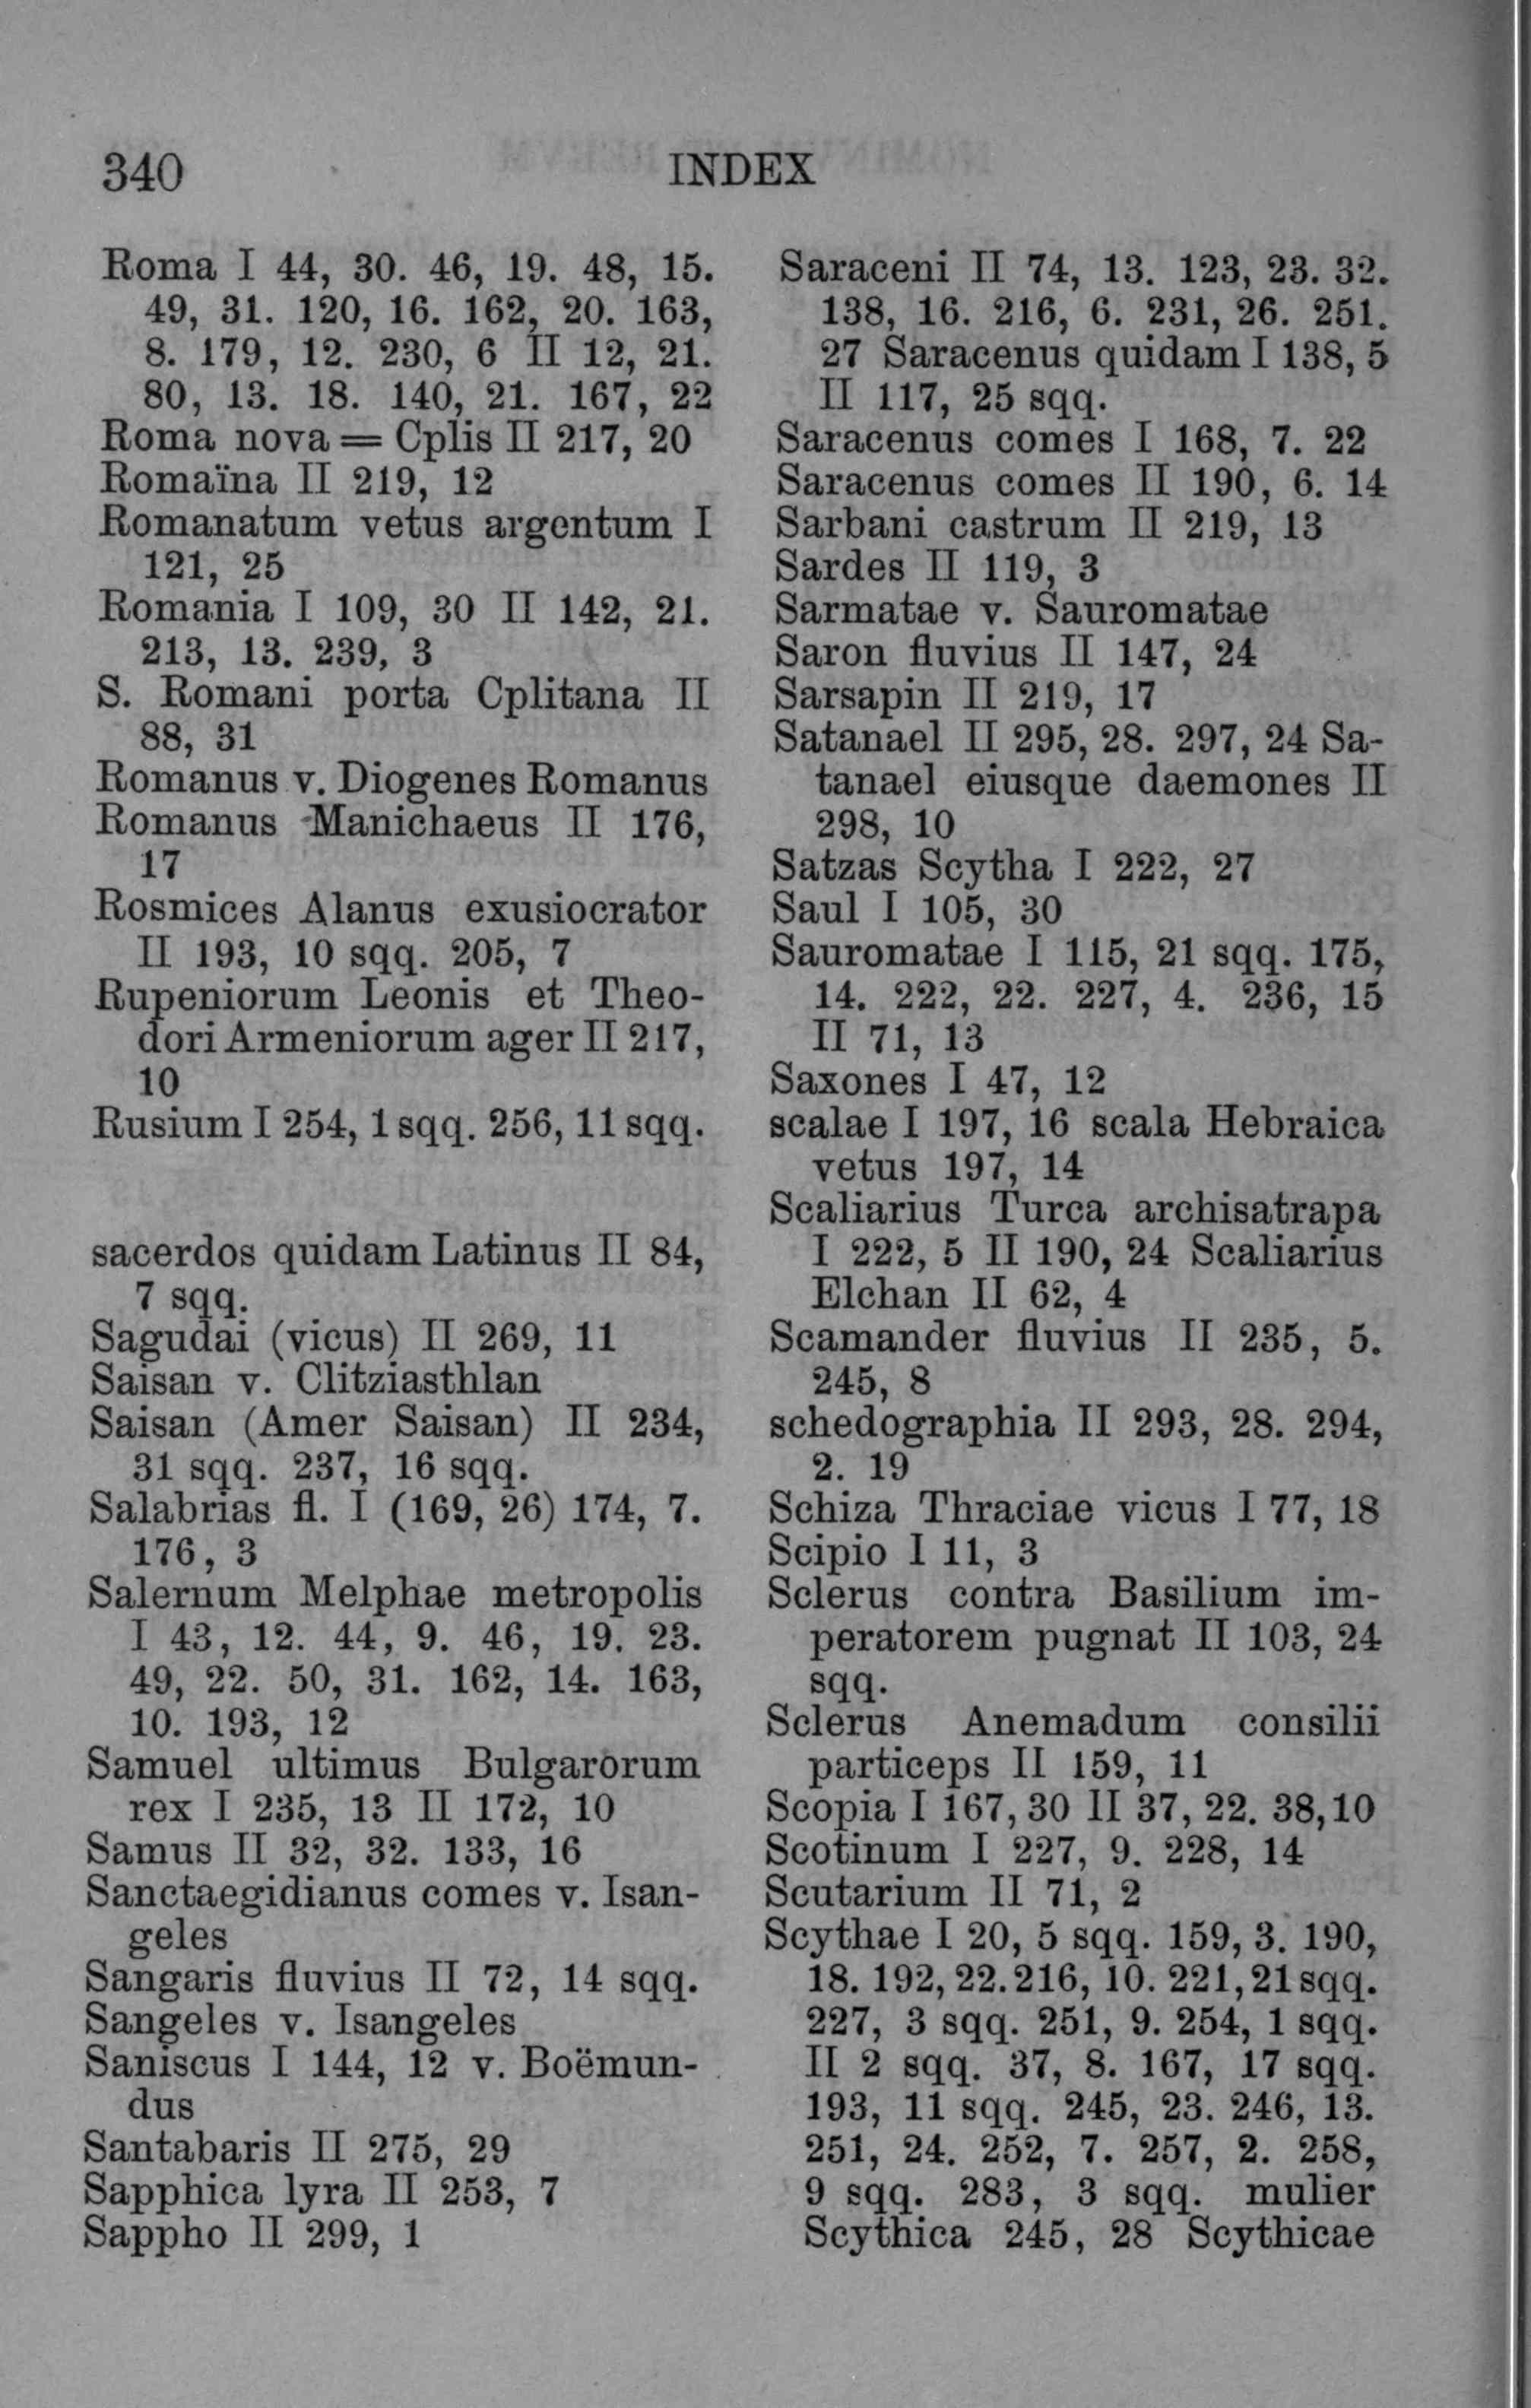 340
INDEX
Roma I 44, 30. 46, 19. 48, 15.
49, 31. 120, 16. 162, 20. 163,
8. 179, 12. 230, 6 II 12, 21.
80, 13. 18. 140, 21. 167, 22
Roma nova = Cplis II 217, 20
Romaïna II 219, 12
Romanatum vetus argentum I
121, 25
Romania I 109, 30 II 142, 21.
213, 13. 239, 3
S. Romani porta Cplitana II
88, 31
Romanus v. Diogenes Romanus
Romanus Manichaeus II 176,
17
Rosmices Alanus exusiocrator
II 193, 10 sqq. 205, 7
Rupeniorum Leonis et Theo-
dori Armeniorum ager II 217,
10
Rusium I 254, 1 sqq. 256, 11 sqq.
sacerdos quidam Latinus II 84,
7 sqq.
Sagudai (vicus) II 269, 11
Saisan v. Clitziasthlan
Saisan (Amer Saisan) II 234,
31 sqq. 237, 16 sqq.
Salabrias fl. I (169, 26) 174, 7.
176, 3
Salernum Melphae metropolis
I 43, 12. 44, 9. 46, 19. 23.
49, 22. 50, 31. 162, 14. 163,
10. 193, 12
Samuel ultimus Bulgarorum
rex I 235, 13 II 172, 10
Samus II 32, 32. 133, 16
Sanctaegidianus comes v. Isan-
geles
Sangaris fluvius II 72, 14 sqq.
Sangeles v. Isangeles
Saniscus I 144, 12 v. Boëmun-
dus
Santabaris II 275, 29
Sapphica lyra II 253, 7
Sappho II 299, 1
Saraceni II 74, 13. 123, 23. 32.
138, 16. 216, 6. 231, 26. 251.
27 Saracenus quidam I 138, 5
II 117, 25 sqq.
Saracenus comes I 168, 7. 22
Saracenus comes II 190, 6. 14
Sarbani castrum II 219, 13
Sardes II 119, 3
Sarmatae v. Sauromatae
Saron fluvius II 147, 24
Sarsapin II 219, 17
Satanael II 295, 28. 297, 24 Sa-
tanael eiusque daemones II
298, 10
Satzas Scytha I 222, 27
Saul I 105, 30
Sauromatae I 115, 21 sqq. 175,
14. 222, 22. 227, 4. 236, 15
II 71, 13
Saxones I 47, 12
scalae I 197, 16 scala Hebraica
vetus 197, 14
Scaliarius Turca archisatrapa
I 222, 5 II 190, 24 Scaliarius
Elchan II 62, 4
Scamander fluvius II 235, 5.
245, 8
schedographia II 293, 28. 294,
2. 19
Schiza Thraciae vicus I 77, 18
Scipio I 11, 3
Sclerus contra Basilium im-
peratorem pugnat II 103, 24
sqq.
Sclerus Anemadum consilii
particeps II 159, 11
Scopia I 167, 30 II 37, 22. 38, 10
Scotinum I 227, 9. 228, 14
Scutarium II 71, 2
Scythae I 20, 5 sqq. 159, 3. 190,
18. 192, 22. 216, 10. 221, 21 sqq.
227, 3 sqq. 251, 9. 254, 1 sqq.
II 2 sqq. 37, 8. 167, 17 sqq.
193, 11 sqq. 245, 23. 246, 13.
251, 24. 252, 7. 257, 2. 258,
9 sqq. 283, 3 sqq. mulier
Scythica 245, 28 Scythicae